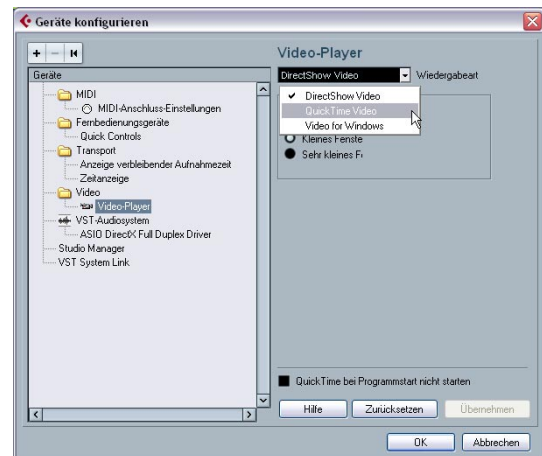 Geräte konfigurieren
Geräte
MIDI
MIDI-Anschluss-Einstellungen
Fernbedienungsgeräte
Quick Controls
Transport
Anzeige verbleibender Aufnahmezeit
Zeitanzeige
Video
Video-Player
VST-Audiosystem
ASIO DirectX Full Duplex Driver
Studio Manager
VST System Link
Video-Player
DirectShow Video Wiedergabeart
DirectShow Video
QuickTime Video
Video for Windows
Kleines Fenste
Sehr kleines F
QuickTime bei Programmstart nicht starten
Hilfe Zurücksetzen Übernehmen
OK Abbrechen